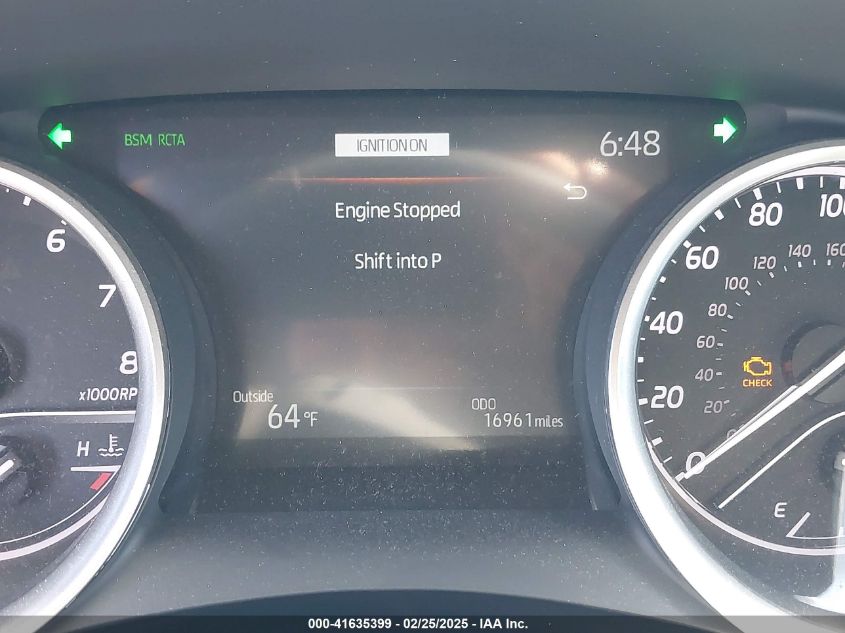 BSM RCTA
IGNITION ON
6:48
Engine Stopped
Shift into P
Outside
64°F
ODO
16961 miles
6
7
8
x1000RP
H
0
20
40
60
80
100
20
40
60
80
100
120
140
160
CHECK
E
000-41635399 — 02/25/2025 — IAA Inc.